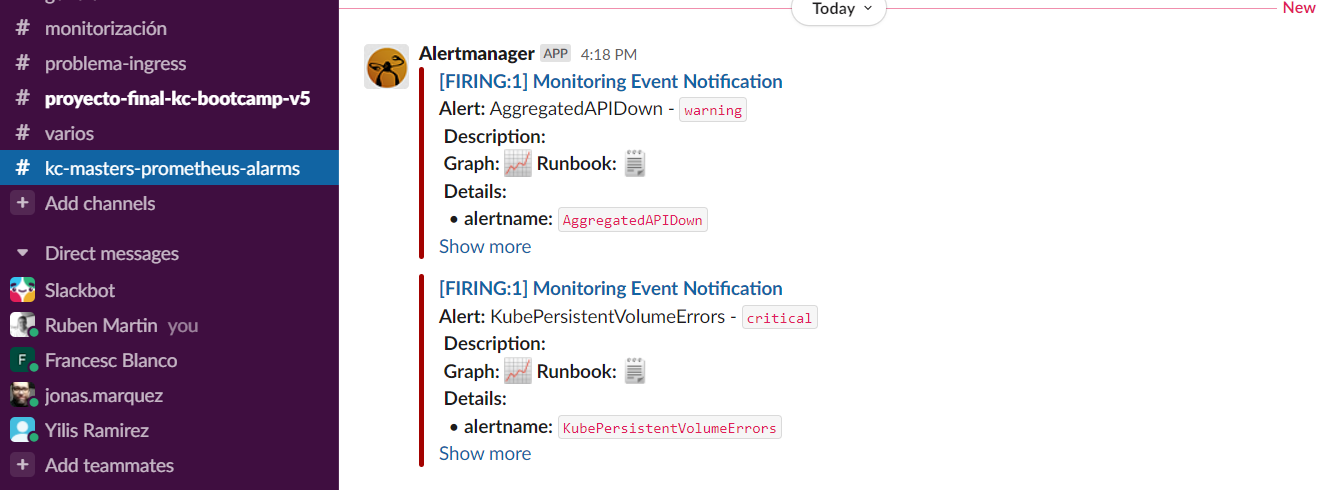 # monitorización
# problema-ingress
# proyecto-final-kc-bootcamp-v5
# varios
# kc-masters-prometheus-alarms
+ Add channels
Direct messages
Slackbot
Ruben Martin you
F Francesc Blanco
jonas.marquez
Yilis Ramirez
+ Add teammates
Today
New
Alertmanager APP 4:18 PM
[FIRING:1] Monitoring Event Notification
Alert: AggregatedAPIDown - warning
Description:
Graph: Runbook:
Details:
• alertname: AggregatedAPIDown
Show more
[FIRING:1] Monitoring Event Notification
Alert: KubePersistentVolumeErrors - critical
Description:
Graph: Runbook:
Details:
• alertname: KubePersistentVolumeErrors
Show more